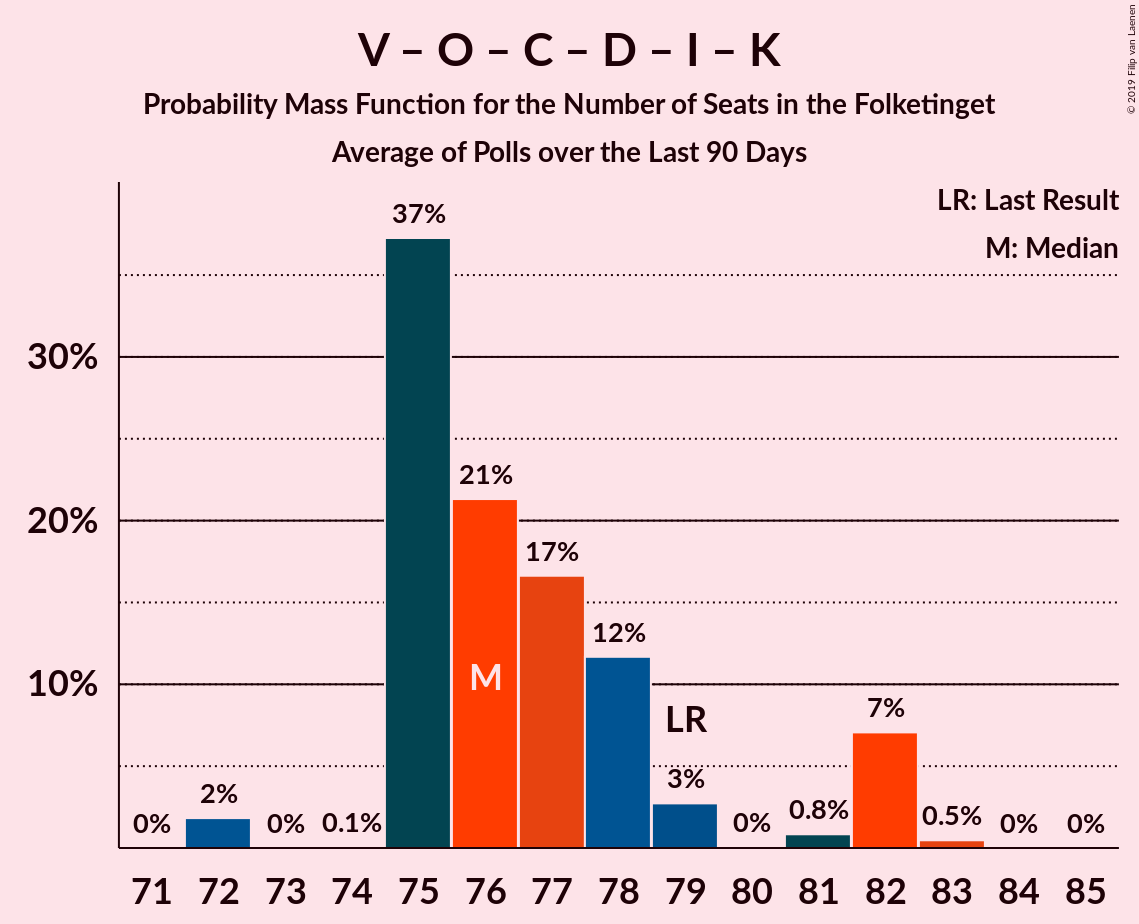 V – O – C – D – I – K
Probability Mass Function for the Number of Seats in the Folketinget
Average of Polls over the Last 90 Days
© 2019 Filip van Laenen
LR: Last Result
M: Median
37%
30%
21%
20%
17%
12%
M
10%
LR
7%
3%
2%
0.8%
0.5%
0%
0%
0.1%
0%
0%
0%
71 72 73 74 75 76 77 78 79 80 81 82 83 84 85